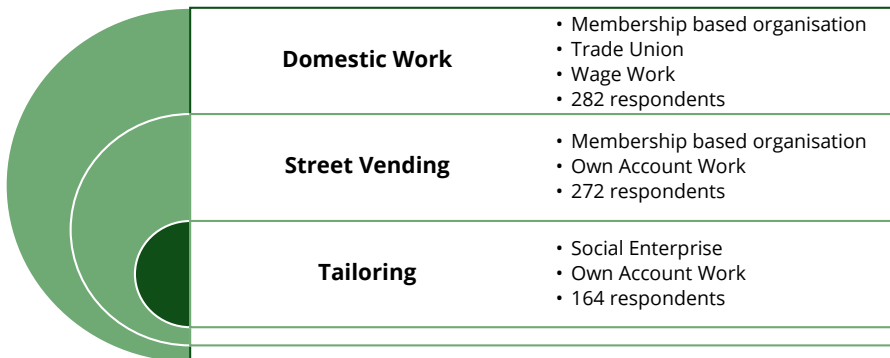 Domestic Work
• Membership based organisation
• Trade Union
• Wage Work
• 282 respondents
Street Vending
• Membership based organisation
• Own Account Work
• 272 respondents
Tailoring
• Social Enterprise
• Own Account Work
• 164 respondents